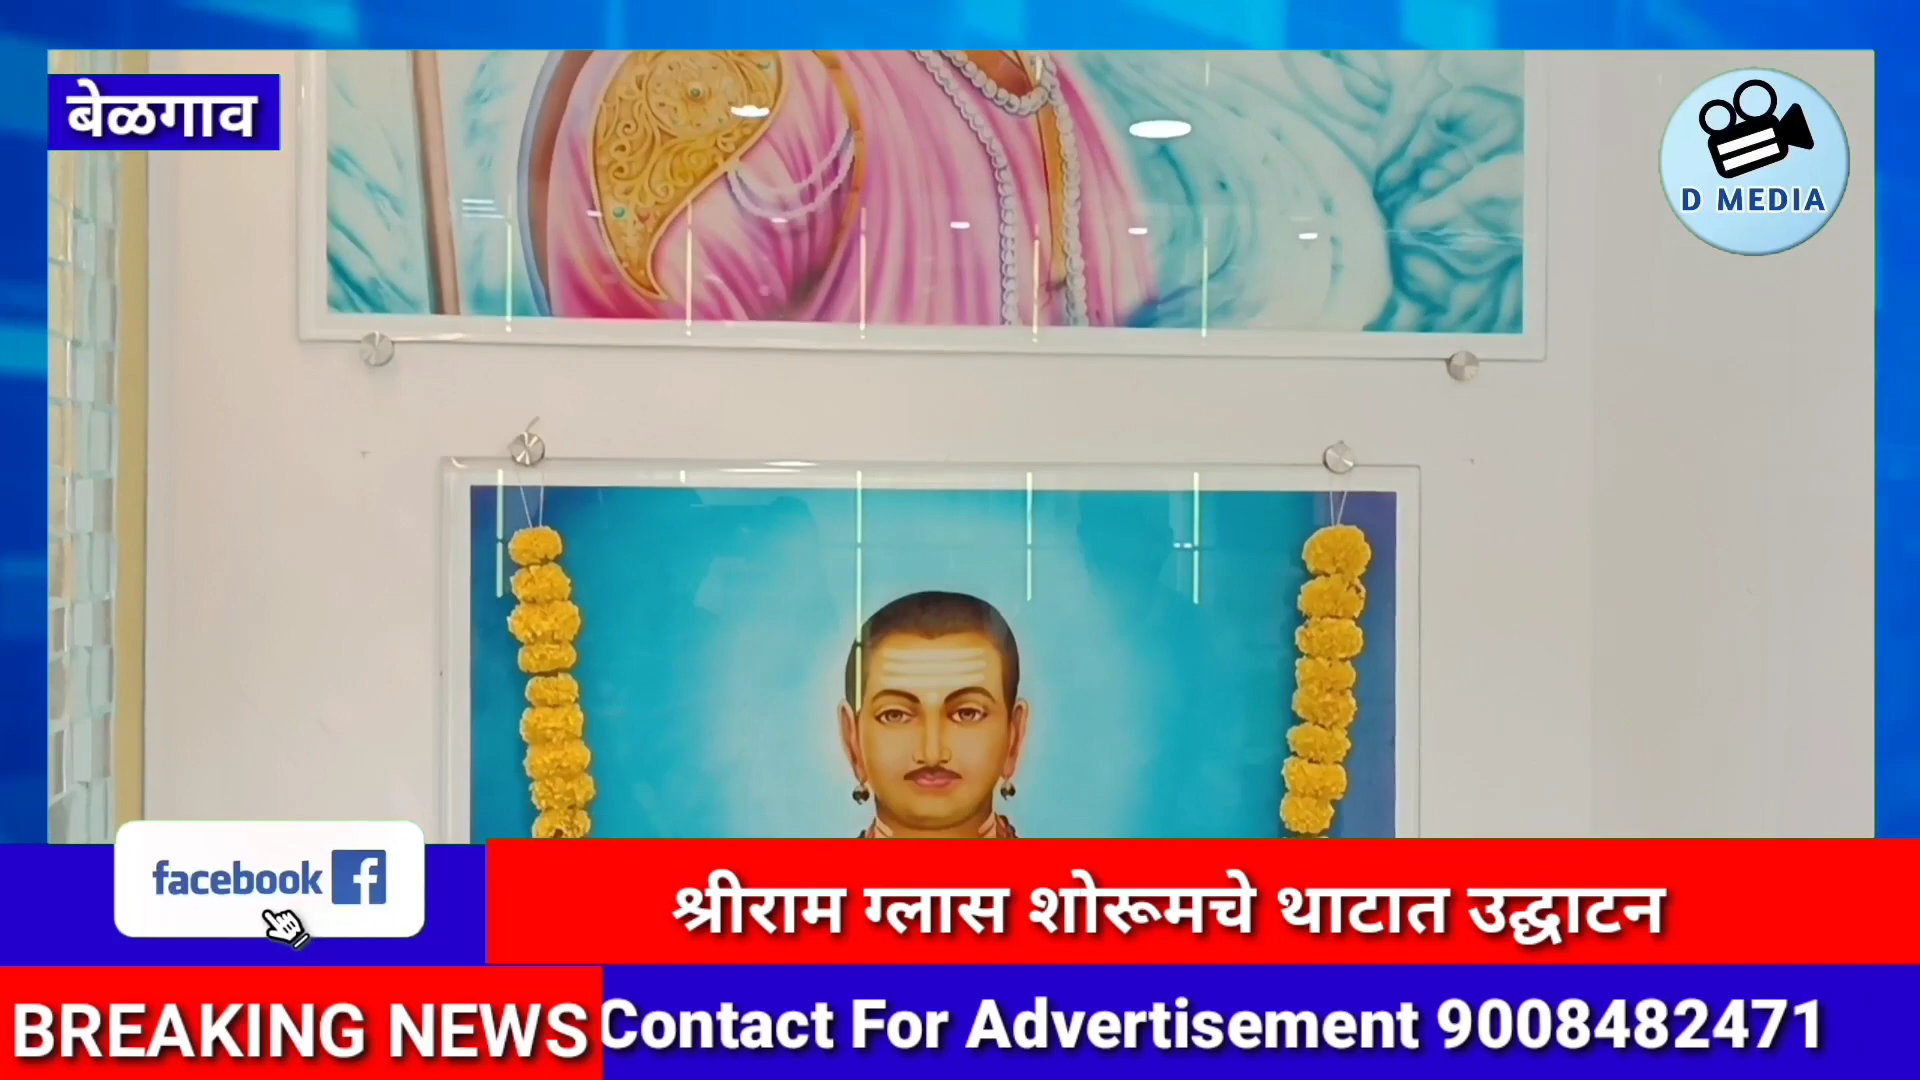 बेळगाव
D MEDIA
facebook f
श्रीराम ग्लास शोरूमचे थाटात उद्घाटन
BREAKING NEWS
Contact For Advertisement 9008482471